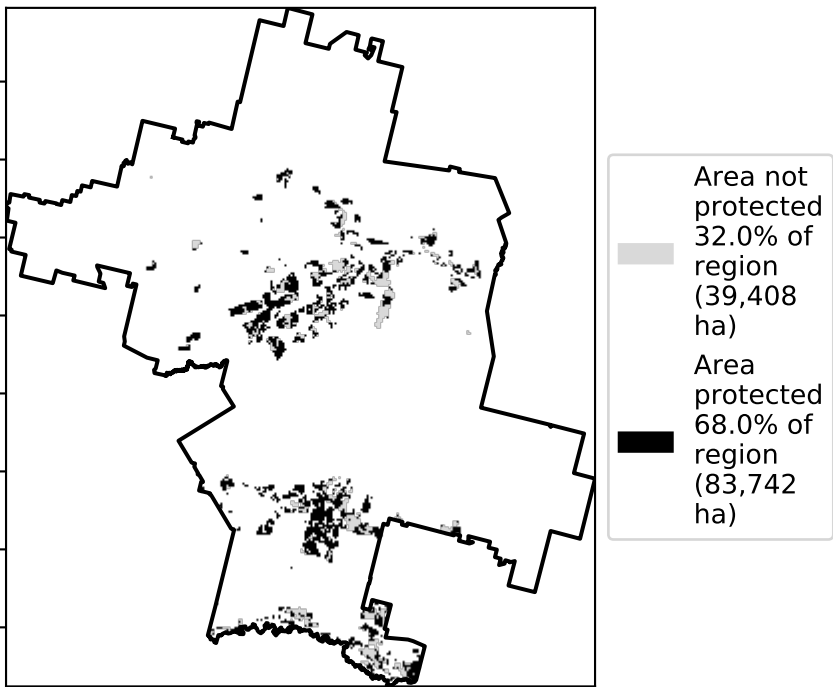 Area not
protected
32.0% of
region
(39,408
ha)
Area
protected
68.0% of
region
(83,742
ha)